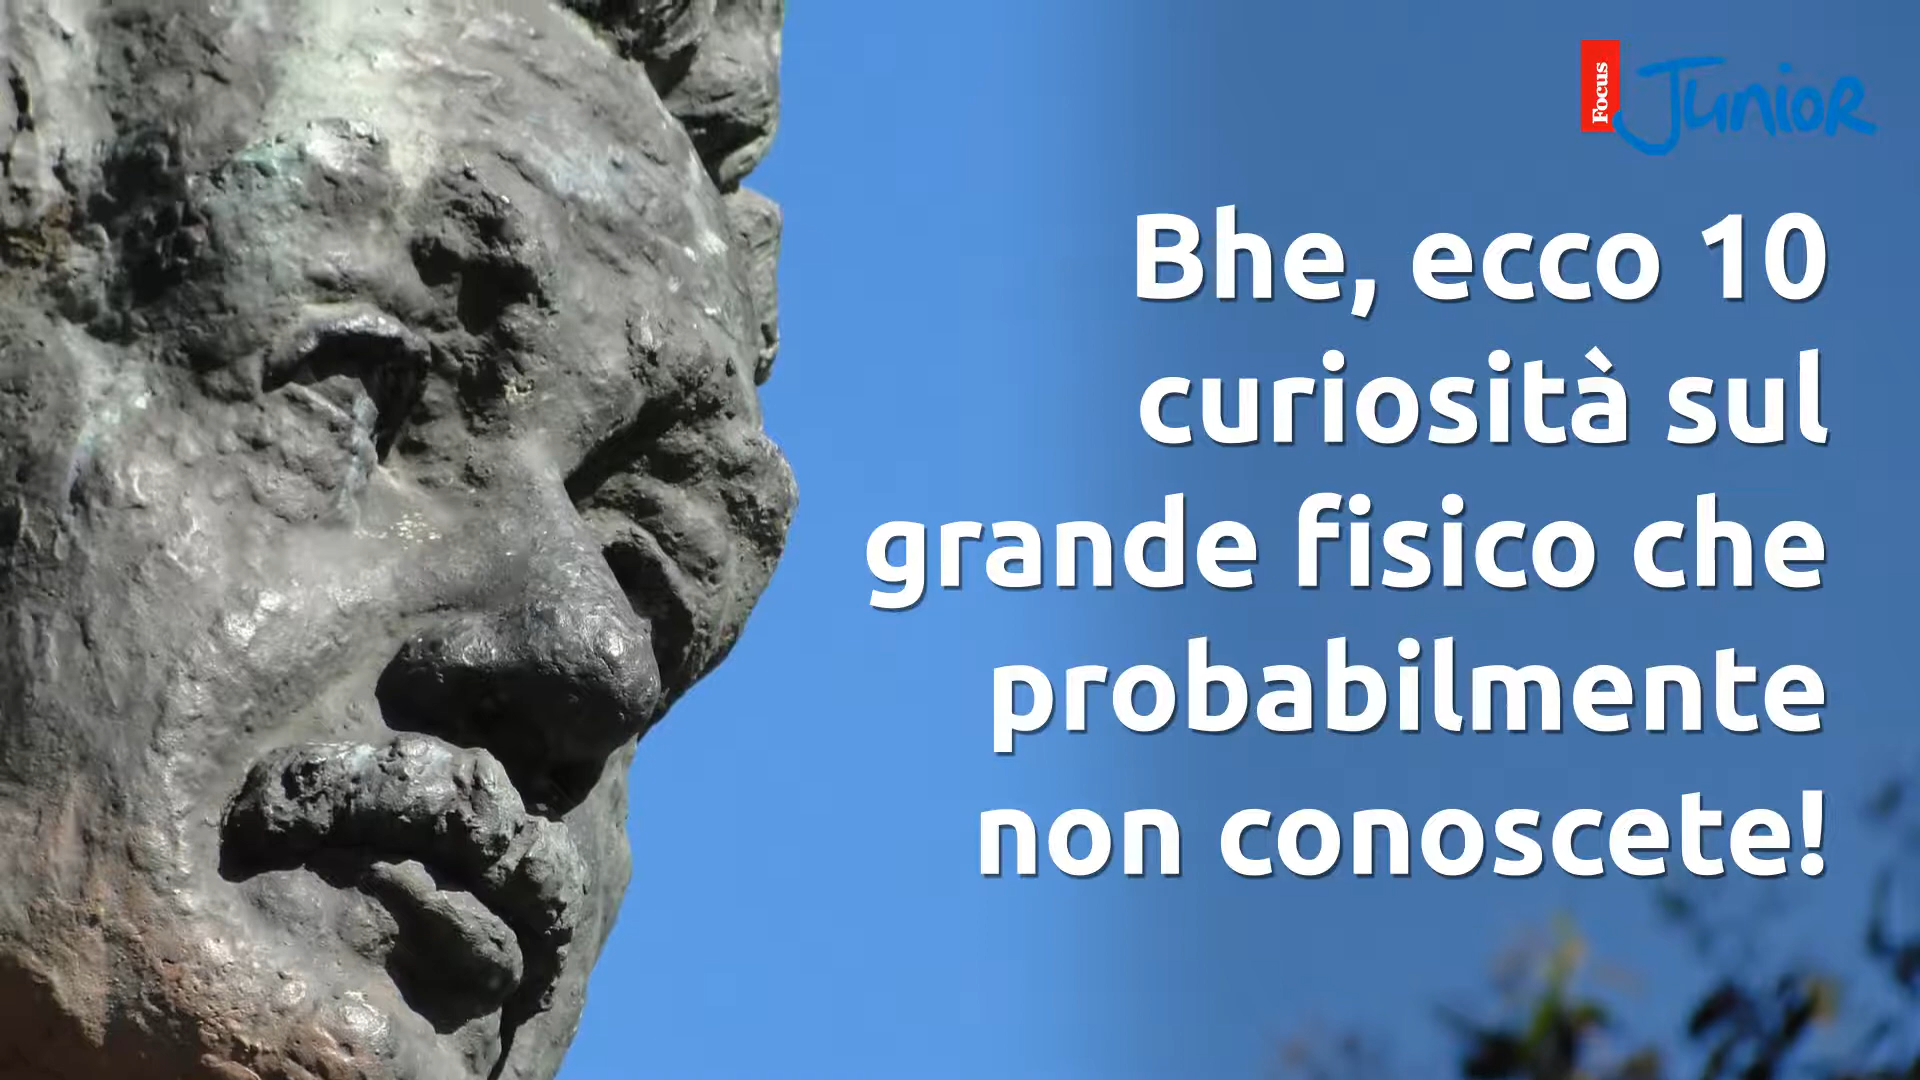 Focus Junior
Bhe, ecco 10
curiosità sul
grande fisico che
probabilmente
non conoscete!